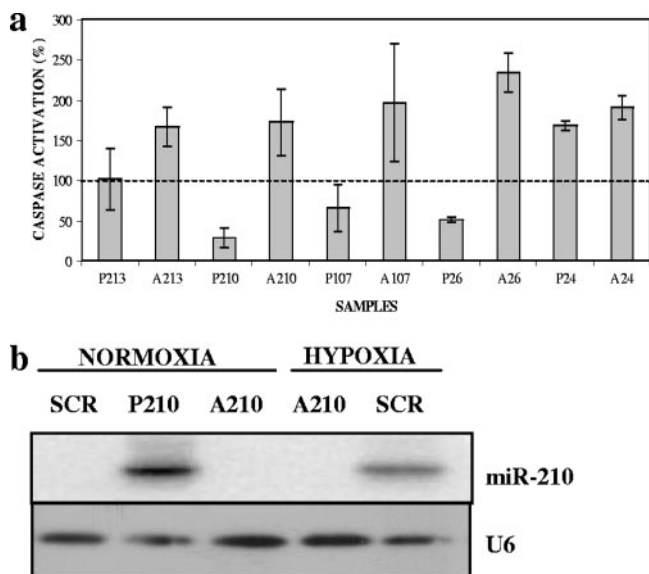 a
300
250
200
150
100
50
0
CASPASE ACTIVATION (%)
P213 A213 P210 A210 P107 A107 P26 A26 P24 A24
SAMPLES
b
NORMOXIA HYPOXIA
SCR P210 A210 A210 SCR
miR-210
U6